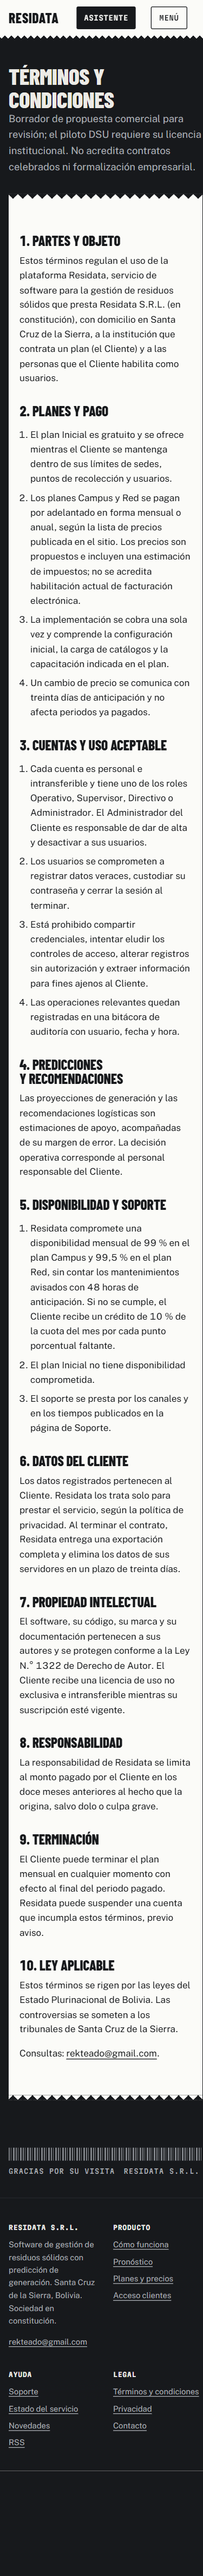 RESIDATA
ASISTENTE
MENÚ
TÉRMINOS Y
CONDICIONES
Borrador de propuesta comercial para
revisión; el piloto DSU requiere su licencia
institucional. No acredita contratos
celebrados ni formalización empresarial.
1. PARTES Y OBJETO
Estos términos regulan el uso de la
plataforma Residata, servicio de
software para la gestión de residuos
sólidos que presta Residata S.R.L. (en
constitución), con domicilio en Santa
Cruz de la Sierra, a la institución que
contrata un plan (el Cliente) y a las
personas que el Cliente habilita como
usuarios.
2. PLANES Y PAGO
1. El plan Inicial es gratuito y se ofrece
mientras el Cliente se mantenga
dentro de sus límites de sedes,
puntos de recolección y usuarios.
2. Los planes Campus y Red se pagan
por adelantado en forma mensual o
anual, según la lista de precios
publicada en el sitio. Los precios son
propuestos e incluyen una estimación
de impuestos; no se acredita
habilitación actual de facturación
electrónica.
3. La implementación se cobra una sola
vez y comprende la configuración
inicial, la carga de catálogos y la
capacitación indicada en el plan.
4. Un cambio de precio se comunica con
treinta días de anticipación y no
afecta periodos ya pagados.
3. CUENTAS Y USO ACEPTABLE
1. Cada cuenta es personal e
intransferible y tiene uno de los roles
Operativo, Supervisor, Directivo o
Administrador. El Administrador del
Cliente es responsable de dar de alta
y desactivar a sus usuarios.
2. Los usuarios se comprometen a
registrar datos veraces, custodiar su
contraseña y cerrar la sesión al
terminar.
3. Está prohibido compartir
credenciales, intentar eludir los
controles de acceso, alterar registros
sin autorización y extraer información
para fines ajenos al Cliente.
4. Las operaciones relevantes quedan
registradas en una bitácora de
auditoría con usuario, fecha y hora.
4. PREDICCIONES
Y RECOMENDACIONES
Las proyecciones de generación y las
recomendaciones logísticas son
estimaciones de apoyo, acompañadas
de su margen de error. La decisión
operativa corresponde al personal
responsable del Cliente.
5. DISPONIBILIDAD Y SOPORTE
1. Residata compromete una
disponibilidad mensual de 99 % en el
plan Campus y 99,5 % en el plan
Red, sin contar los mantenimientos
avisados con 48 horas de
anticipación. Si no se cumple, el
Cliente recibe un crédito de 10 % de
la cuota del mes por cada punto
porcentual faltante.
2. El plan Inicial no tiene disponibilidad
comprometida.
3. El soporte se presta por los canales y
en los tiempos publicados en la
página de Soporte.
6. DATOS DEL CLIENTE
Los datos registrados pertenecen al
Cliente. Residata los trata solo para
prestar el servicio, según la política de
privacidad. Al terminar el contrato,
Residata entrega una exportación
completa y elimina los datos de sus
servidores en un plazo de treinta días.
7. PROPIEDAD INTELECTUAL
El software, su código, su marca y su
documentación pertenecen a sus
autores y se protegen conforme a la Ley
N.° 1322 de Derecho de Autor. El
Cliente recibe una licencia de uso no
exclusiva e intransferible mientras su
suscripción esté vigente.
8. RESPONSABILIDAD
La responsabilidad de Residata se limita
al monto pagado por el Cliente en los
doce meses anteriores al hecho que la
origina, salvo dolo o culpa grave.
9. TERMINACIÓN
El Cliente puede terminar el plan
mensual en cualquier momento con
efecto al final del periodo pagado.
Residata puede suspender una cuenta
que incumpla estos términos, previo
aviso.
10. LEY APLICABLE
Estos términos se rigen por las leyes del
Estado Plurinacional de Bolivia. Las
controversias se someten a los
tribunales de Santa Cruz de la Sierra.
Consultas: rekteado@gmail.com.
GRACIAS POR SU VISITA RESIDATA S.R.L.
RESIDATA S.R.L.
Software de gestión de
residuos sólidos con
predicción de
generación. Santa Cruz
de la Sierra, Bolivia.
Sociedad en
constitución.
rekteado@gmail.com
PRODUCTO
Cómo funciona
Pronóstico
Planes y precios
Acceso clientes
AYUDA
Soporte
Estado del servicio
Novedades
RSS
LEGAL
Términos y condiciones
Privacidad
Contacto